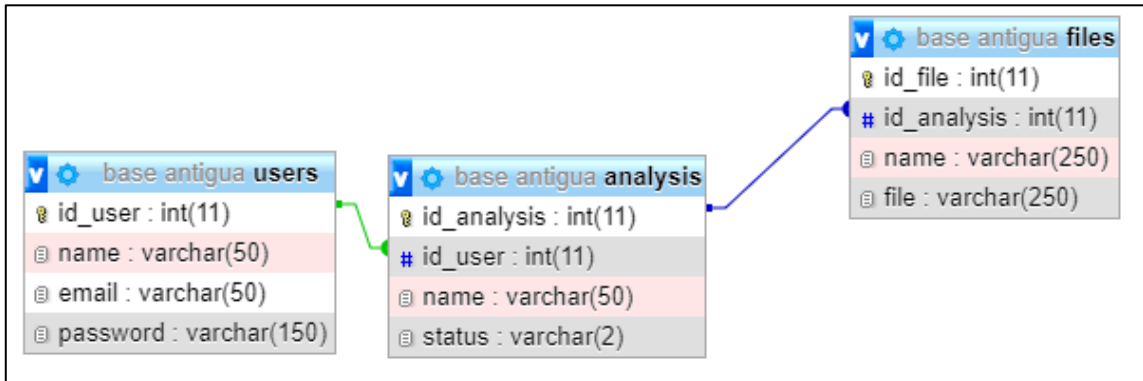 base antigua users
id_user : int(11)
name : varchar(50)
email : varchar(50)
password : varchar(150)
base antigua analysis
id_analysis : int(11)
# id_user : int(11)
name : varchar(50)
status : varchar(2)
base antigua files
id_file : int(11)
# id_analysis : int(11)
name : varchar(250)
file : varchar(250)